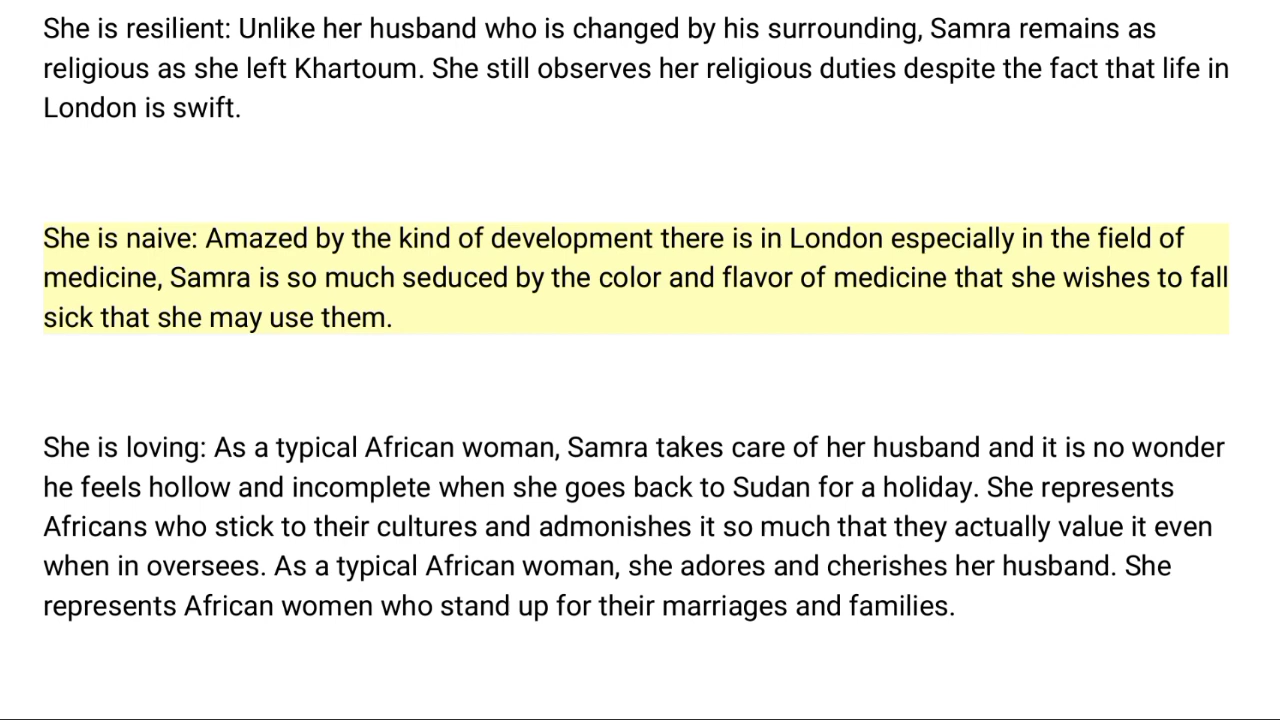 She is resilient: Unlike her husband who is changed by his surrounding, Samra remains as
religious as she left Khartoum. She still observes her religious duties despite the fact that life in
London is swift.
She is naive: Amazed by the kind of development there is in London especially in the field of
medicine, Samra is so much seduced by the color and flavor of medicine that she wishes to fall
sick that she may use them.
She is loving: As a typical African woman, Samra takes care of her husband and it is no wonder
he feels hollow and incomplete when she goes back to Sudan for a holiday. She represents
Africans who stick to their cultures and admonishes it so much that they actually value it even
when in oversees. As a typical African woman, she adores and cherishes her husband. She
represents African women who stand up for their marriages and families.